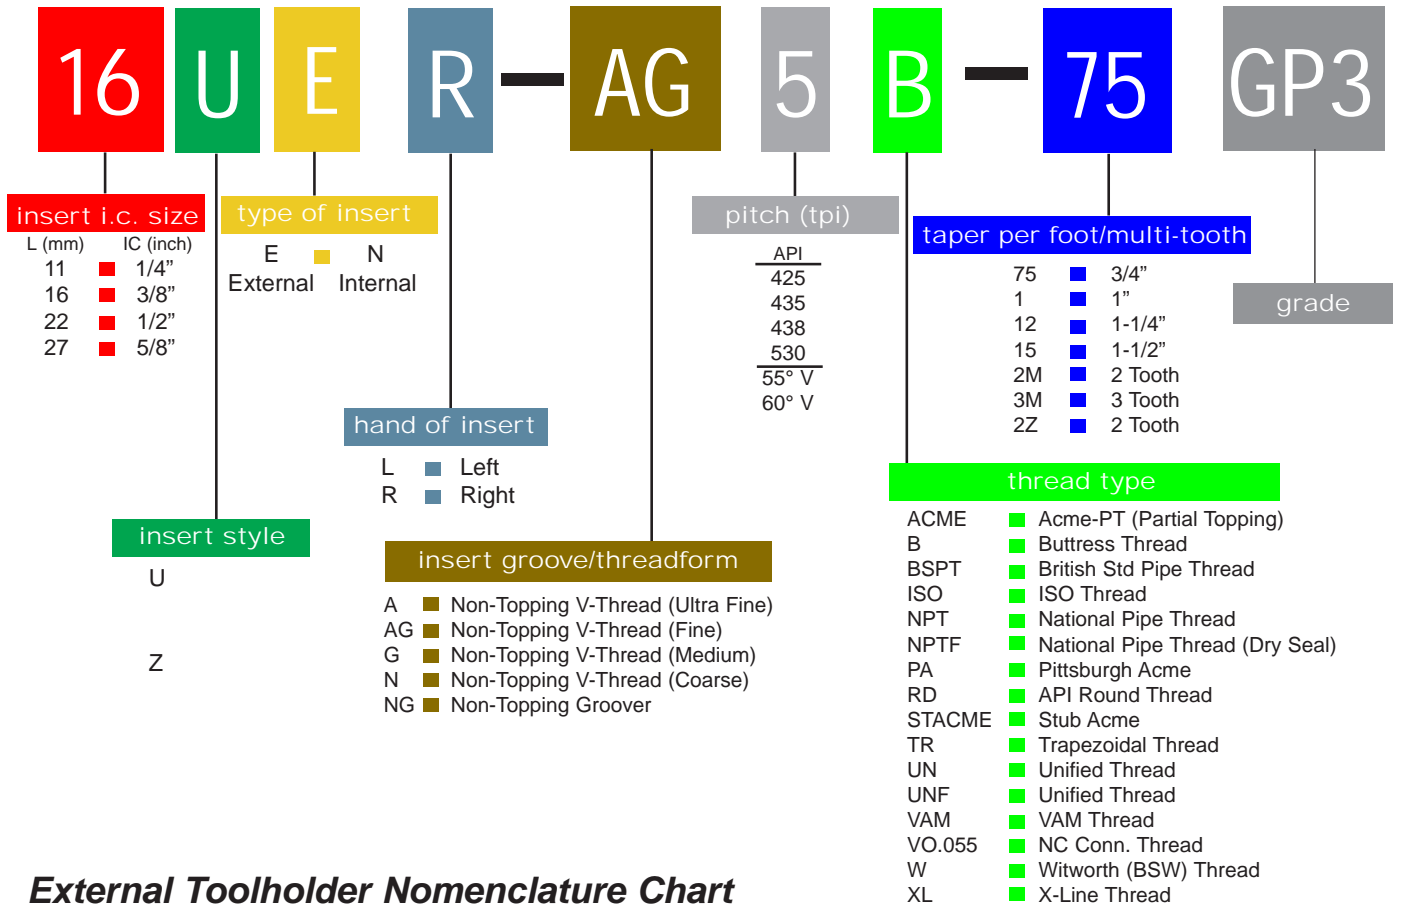 16 U E R AG 5 B 75 GP3
insert i.c. size
L (mm) IC (inch)
11 1/4”
16 3/8”
22 1/2”
27 5/8”
type of insert
E N
External Internal
pitch (tpi)
API
425
435
438
530
55° V
60° V
taper per foot/multi-tooth
75 3/4”
1 1”
12 1-1/4”
15 1-1/2”
2M 2 Tooth
3M 3 Tooth
2Z 2 Tooth
grade
hand of insert
L Left
R Right
insert style
U
Z
insert groove/threadform
A Non-Topping V-Thread (Ultra Fine)
AG Non-Topping V-Thread (Fine)
G Non-Topping V-Thread (Medium)
N Non-Topping V-Thread (Coarse)
NG Non-Topping Groover
thread type
ACME Acme-PT (Partial Topping)
B Buttress Thread
BSPT British Std Pipe Thread
ISO ISO Thread
NPT National Pipe Thread
NPTF National Pipe Thread (Dry Seal)
PA Pittsburgh Acme
RD API Round Thread
STACME Stub Acme
TR Trapezoidal Thread
UN Unified Thread
UNF Unified Thread
VAM VAM Thread
VO.055 NC Conn. Thread
W Witworth (BSW) Thread
XL X-Line Thread
External Toolholder Nomenclature Chart